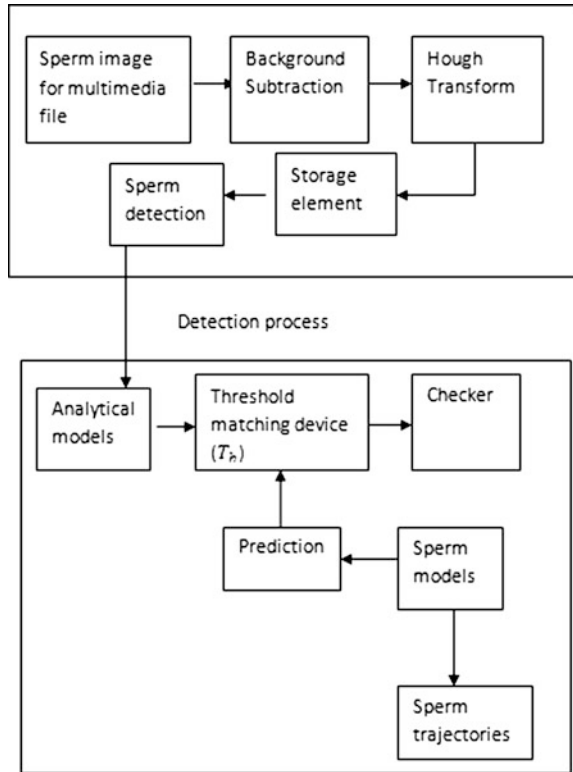 Sperm image
for multimedia
file
Background
Subtraction
Hough
Transform
Storage
element
Sperm
detection
Detection process
Analytical
models
Threshold
matching device
(Tₕ)
Checker
Prediction
Sperm
models
Sperm
trajectories